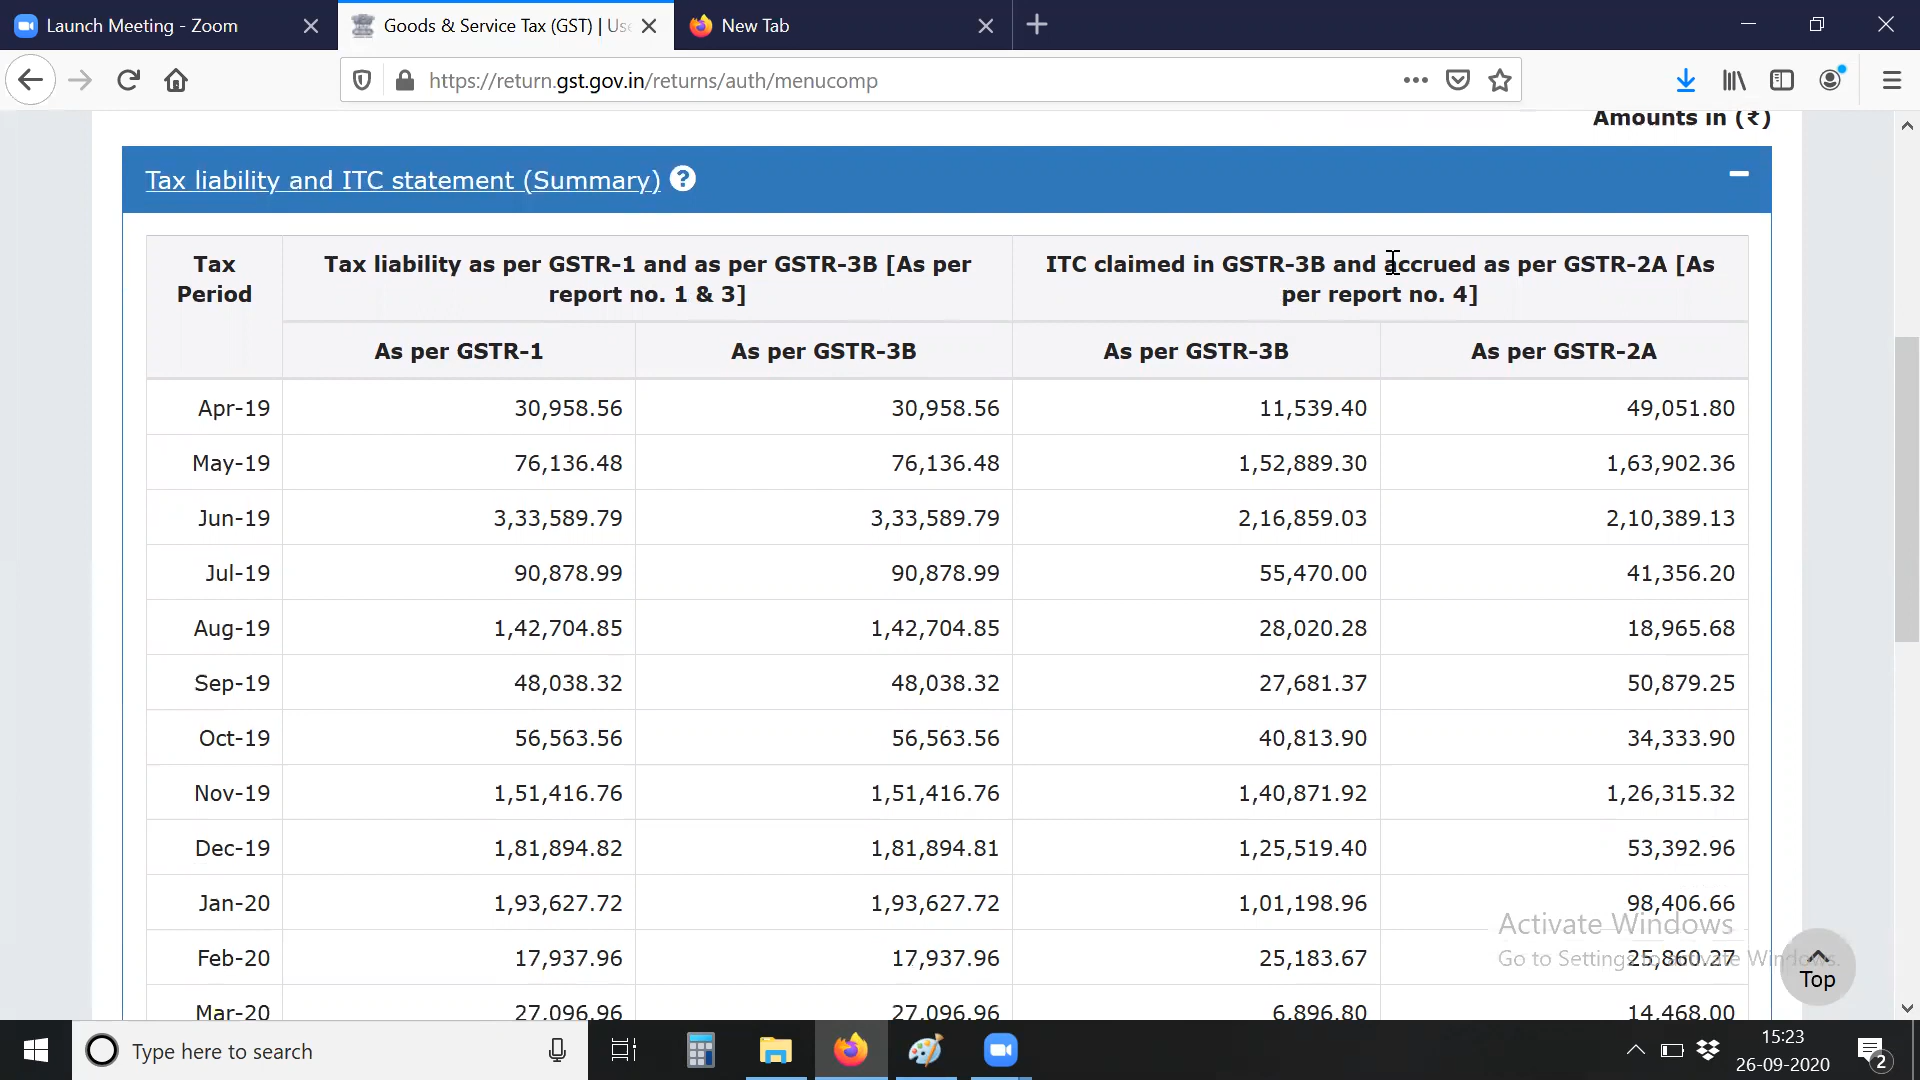 Launch Meeting - Zoom
Goods & Service Tax (GST) | Use
New Tab
https://return.gst.gov.in/returns/auth/menucomp
Amounts in (₹)
Tax liability and ITC statement (Summary) ?
Tax Period
Tax liability as per GSTR-1 and as per GSTR-3B [As per
report no. 1 & 3]
ITC claimed in GSTR-3B and accrued as per GSTR-2A [As
per report no. 4]
As per GSTR-1 As per GSTR-3B As per GSTR-3B As per GSTR-2A
Apr-19 30,958.56 30,958.56 11,539.40 49,051.80
May-19 76,136.48 76,136.48 1,52,889.30 1,63,902.36
Jun-19 3,33,589.79 3,33,589.79 2,16,859.03 2,10,389.13
Jul-19 90,878.99 90,878.99 55,470.00 41,356.20
Aug-19 1,42,704.85 1,42,704.85 28,020.28 18,965.68
Sep-19 48,038.32 48,038.32 27,681.37 50,879.25
Oct-19 56,563.56 56,563.56 40,813.90 34,333.90
Nov-19 1,51,416.76 1,51,416.76 1,40,871.92 1,26,315.32
Dec-19 1,81,894.82 1,81,894.81 1,25,519.40 53,392.96
Jan-20 1,93,627.72 1,93,627.72 1,01,198.96 98,406.66
Feb-20 17,937.96 17,937.96 25,183.67 25,860.27
Mar-20 27,096.96 27,096.96 6,896.80 14,468.00
Activate Windows
Go to Settings to activate Windows.
Top
Type here to search
15:23
26-09-2020
2